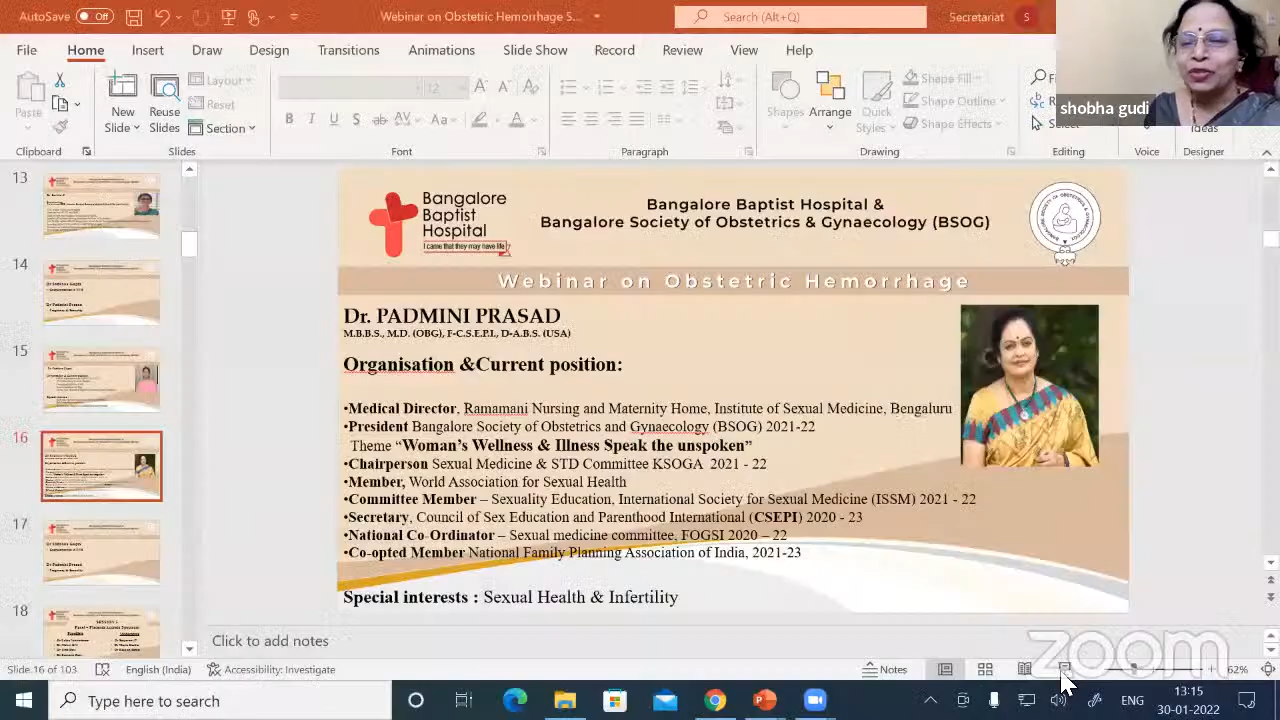 AutoSave Off
Webinar on Obstetric Hemorrhage S...
Search (Alt+Q)
Secretariat S
File Home Insert Draw Design Transitions Animations Slide Show Record Review View Help
Paste
New Slide
Reuse Slides
Layout
Reset
Section
Shapes
Arrange
Quick Styles
Shape Fill
Shape Outline
Shape Effects
Clipboard Slides Font Paragraph Drawing Editing Voice Designer
shobha gudi
13
14
15
16
18
Bangalore
Baptist
Hospital
I came that they may have life
Bangalore Baptist Hospital &
Bangalore Society of Obstetrics & Gynaecology (BSOG)
Webinar on Obstetric Hemorrhage
Dr. PADMINI PRASAD
M.B.B.S., M.D. (OBG), F-C.S.E.P.I., D-A.B.S. (USA)
Organisation &Current position:
•Medical Director, Ramamani Nursing and Maternity Home, Institute of Sexual Medicine, Bengaluru
•President Bangalore Society of Obstetrics and Gynaecology (BSOG) 2021-22
Theme “Woman’s Wellness & Illness Speak the unspoken”
•Chairperson Sexual Medicine & STD Committee KSOGA 2021 - 22
•Member, World Association for Sexual Health
•Committee Member – Sexuality Education, International Society for Sexual Medicine (ISSM) 2021 - 22
•Secretary, Council of Sex Education and Parenthood International (CSEPI) 2020 - 23
•National Co-Ordinator – Sexual medicine committee, FOGSI 2020 – 22
•Co-opted Member National Family Planning Association of India, 2021-23
Special interests : Sexual Health & Infertility
Click to add notes
zoom
Slide 16 of 103 English (India) Accessibility: Investigate Notes 62%
Type here to search
ENG
13:15
30-01-2022